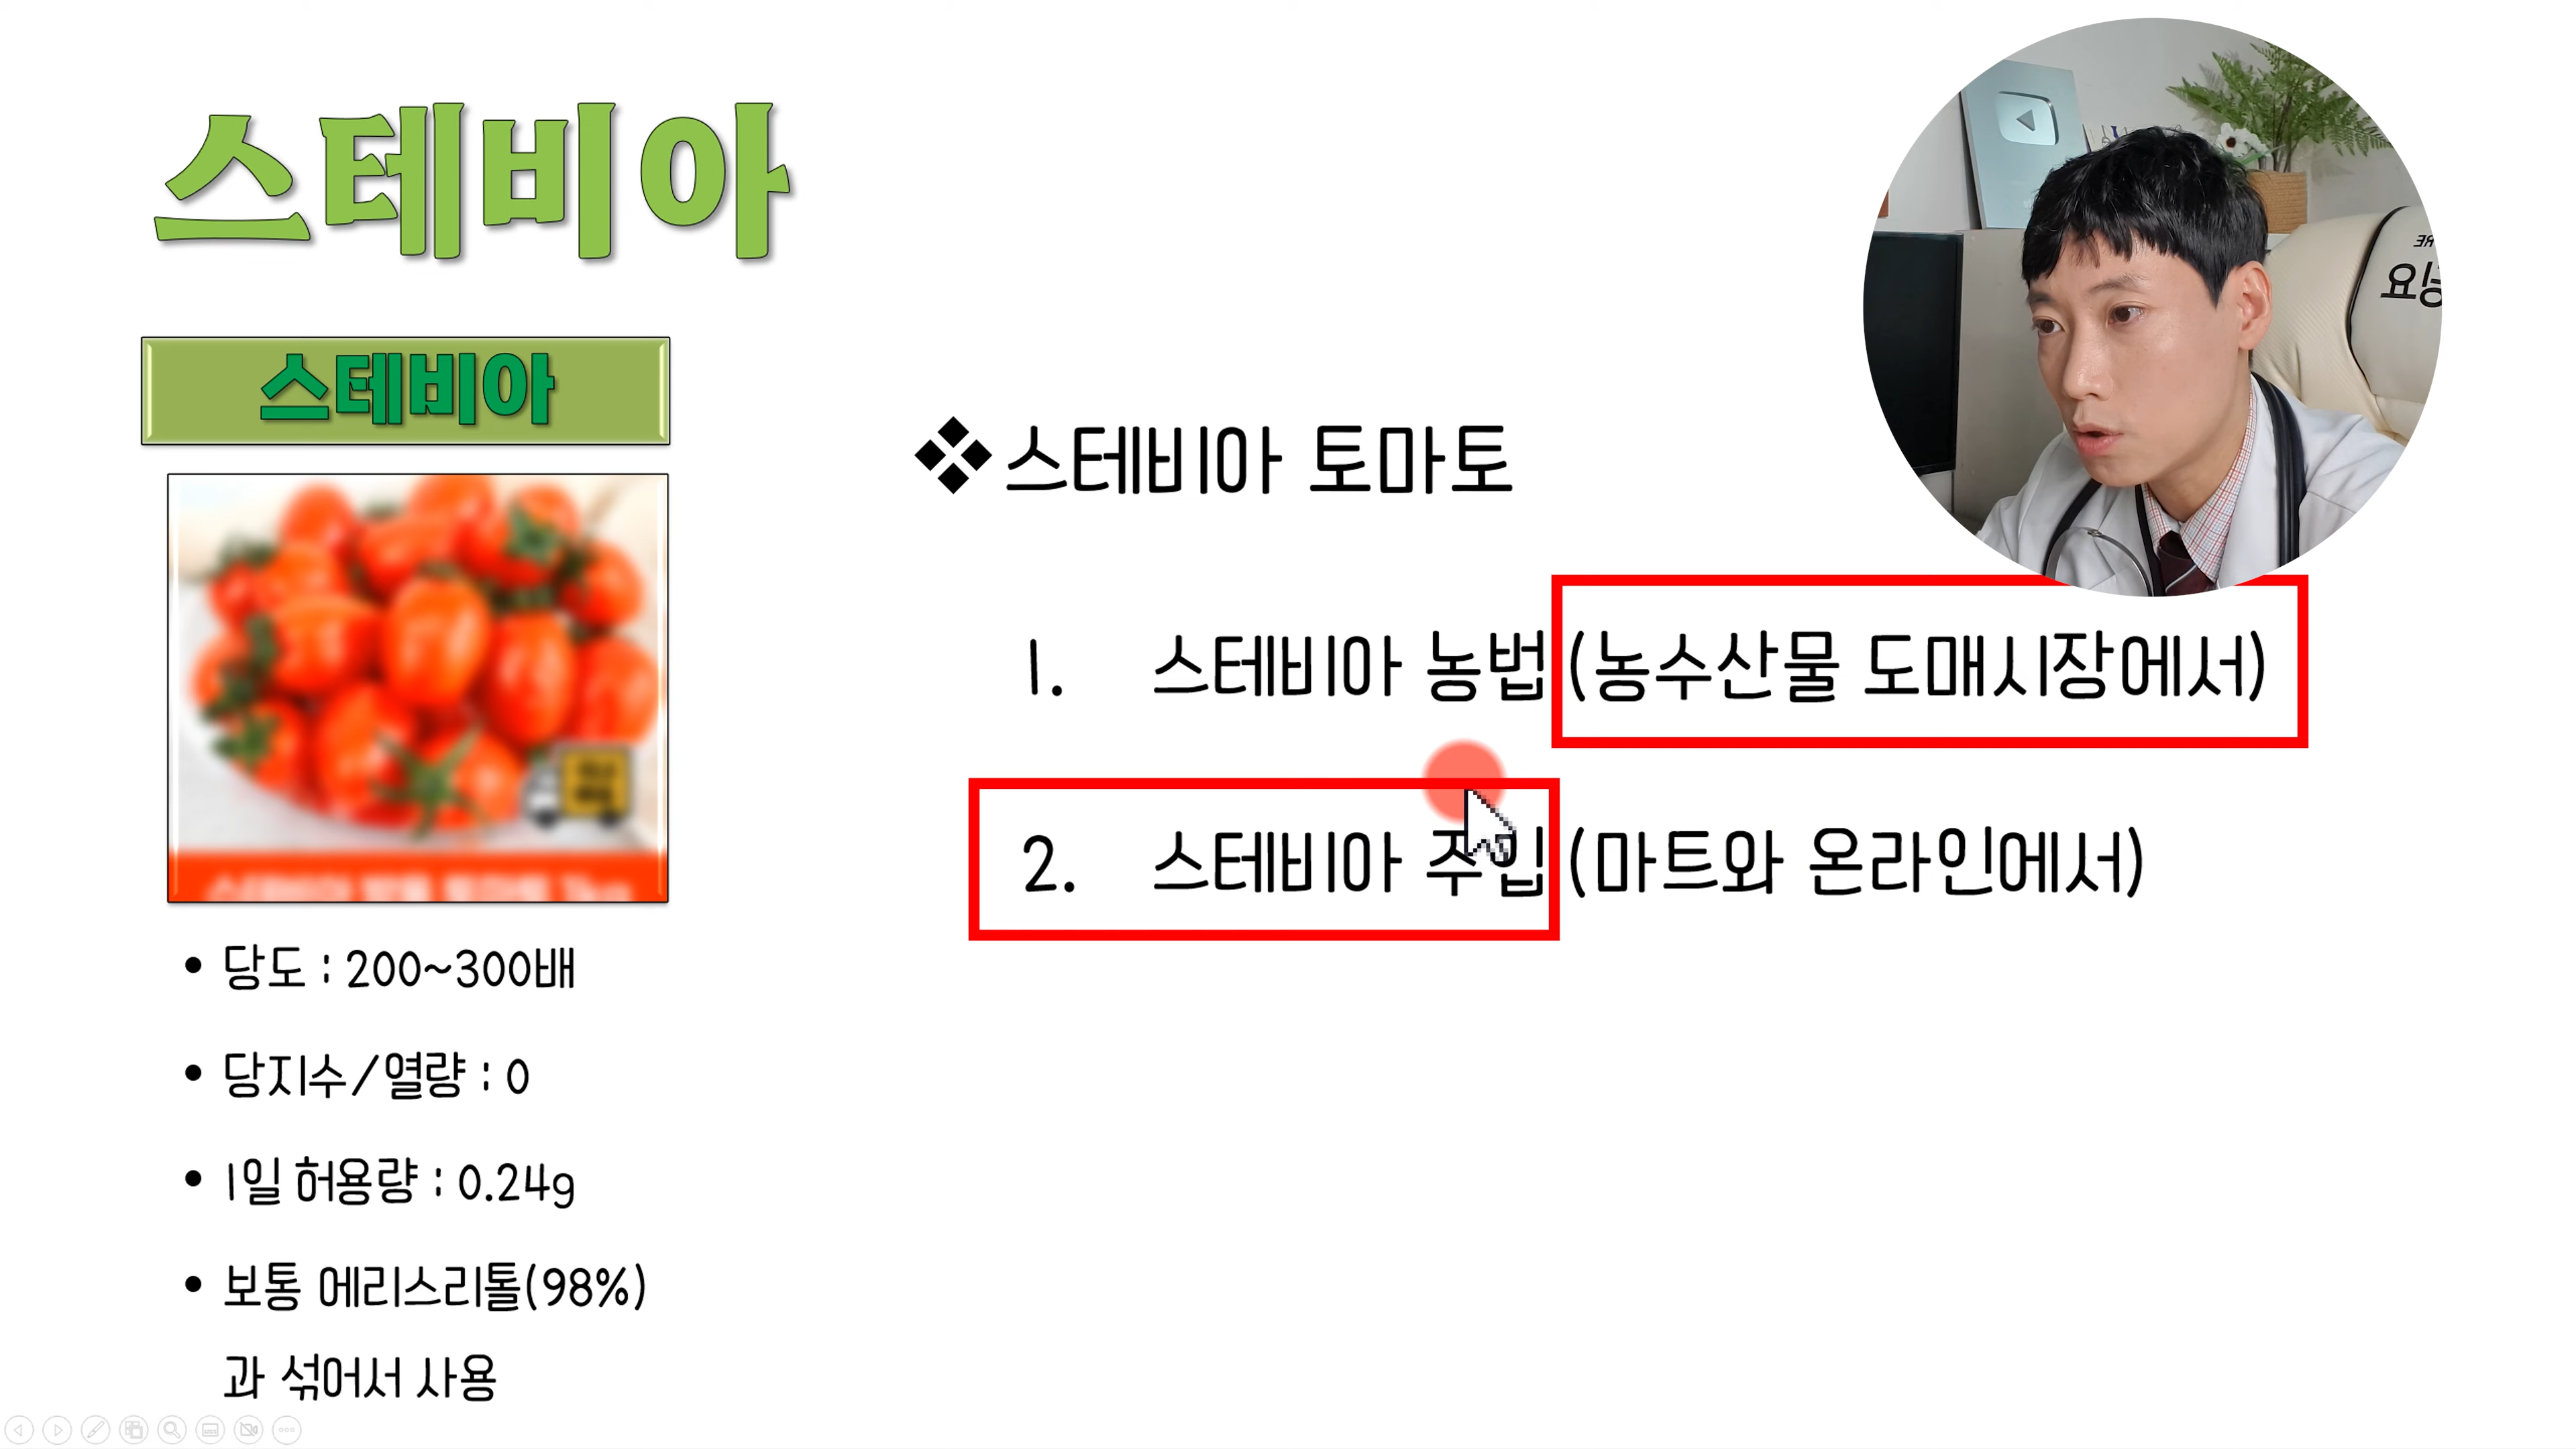 스테비아
스테비아
❖스테비아 토마토
1. 스테비아 농법 (농수산물 도매시장에서)
2. 스테비아 주입 (마트와 온라인에서)
• 당도 : 200~300배
• 당지수/열량 : 0
• 1일 허용량 : 0.24g
• 보통 에리스리톨(98%)
과 섞어서 사용